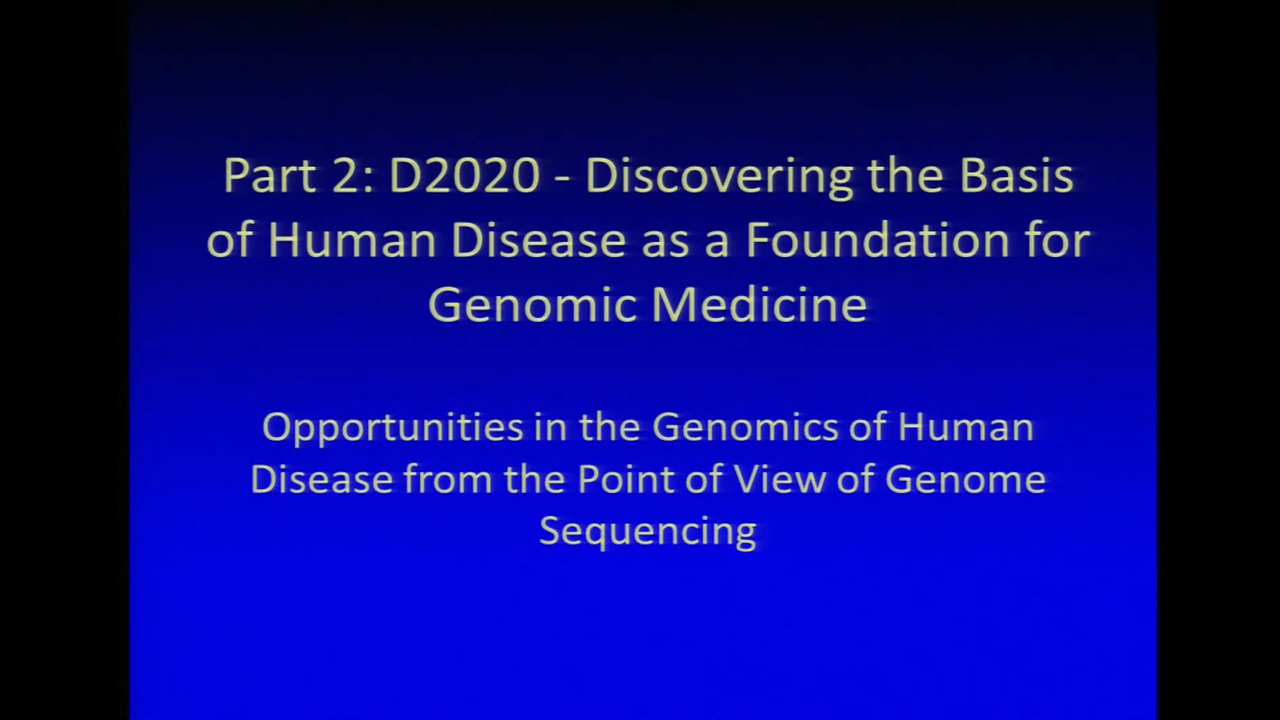 Part 2: D2020 - Discovering the Basis
of Human Disease as a Foundation for
Genomic Medicine
Opportunities in the Genomics of Human
Disease from the Point of View of Genome
Sequencing